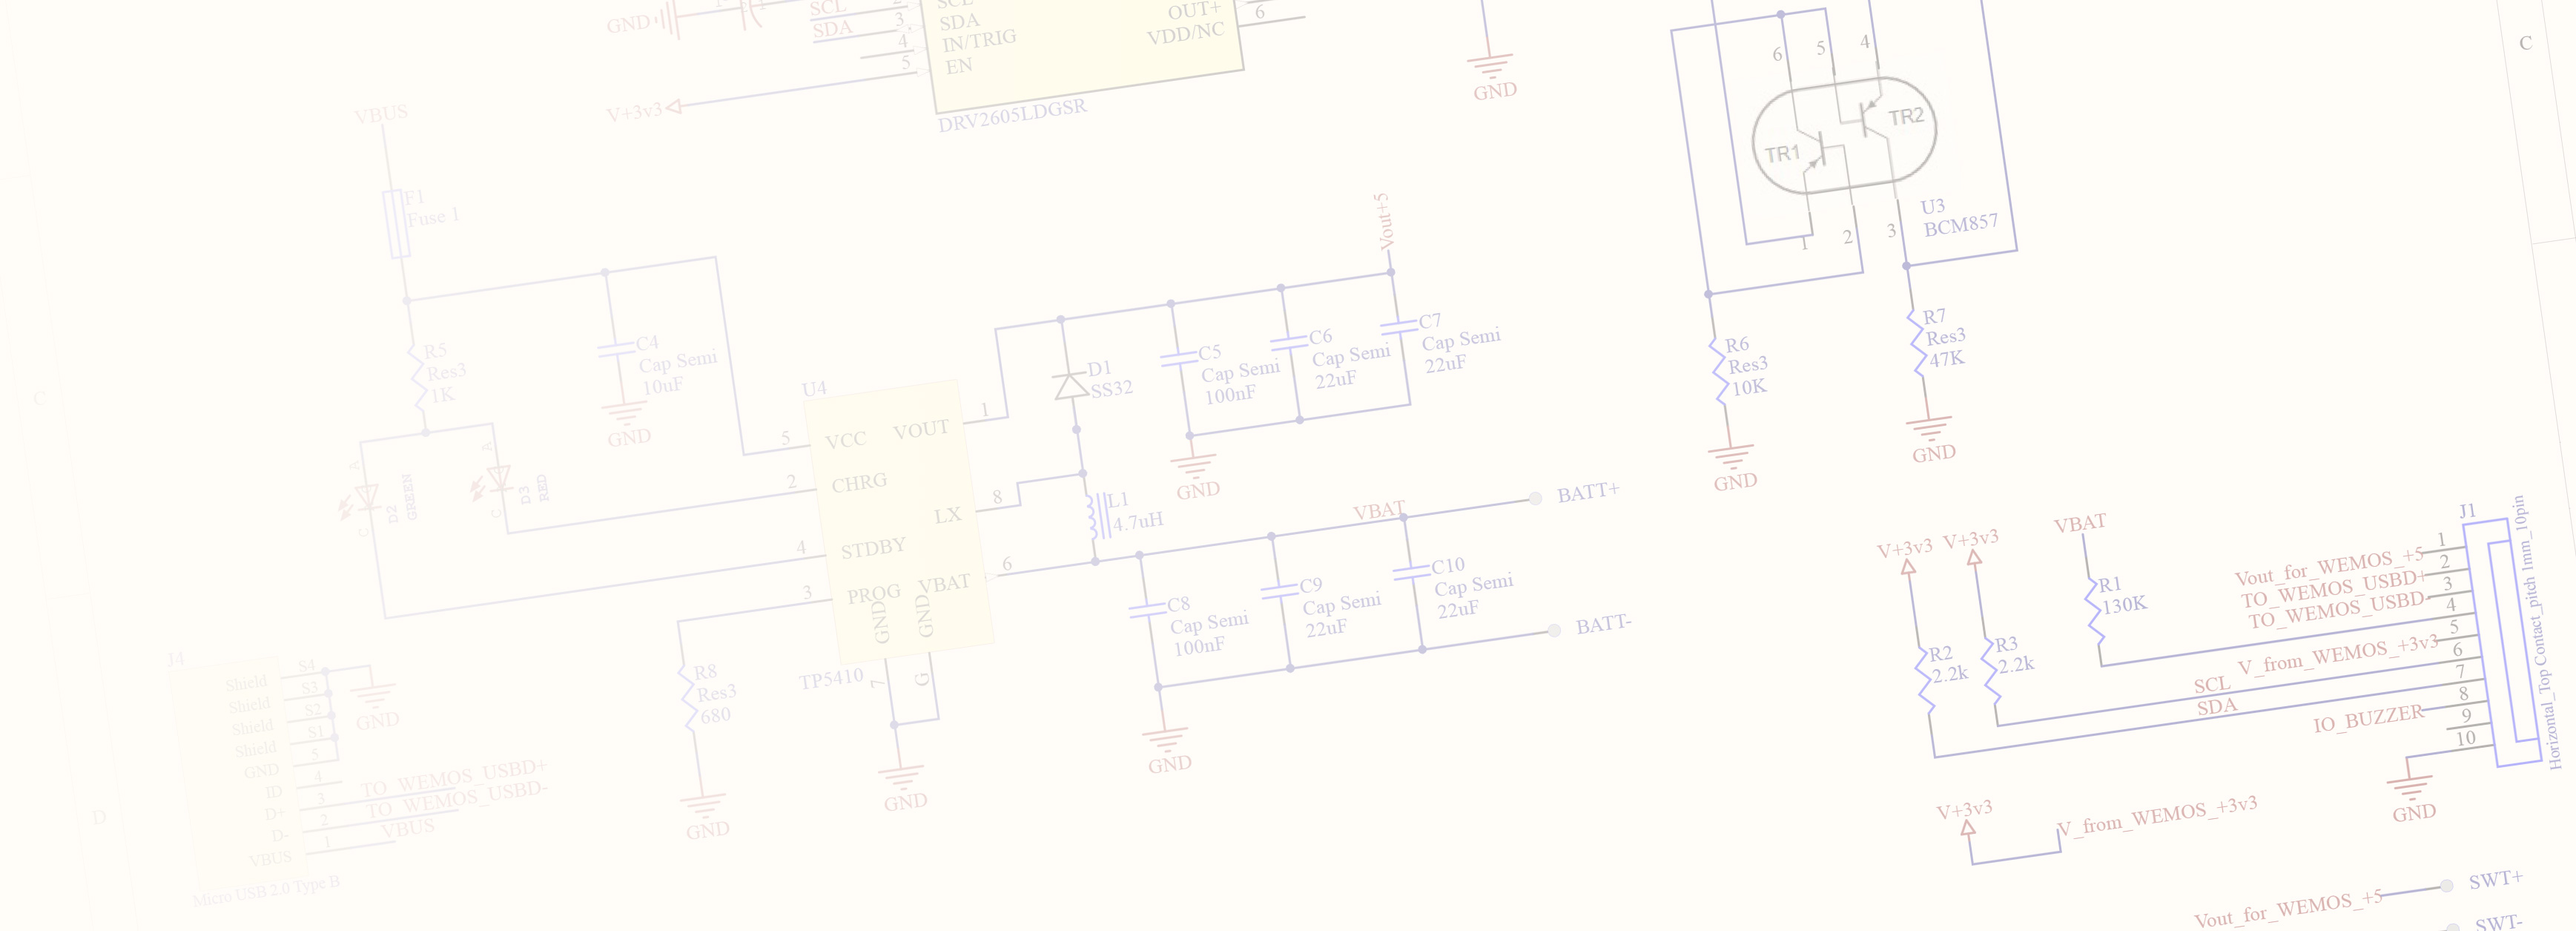 GND
SCL
SDA
SCL
SDA
IN/TRIG
EN
3
4
5
OUT+
VDD/NC
6
V+3v3
DRV2605LDGSR
GND
C
6
5
4
TR1
TR2
1
2
3
U3
BCM857
R6
Res3
10K
GND
R7
Res3
47K
GND
VBUS
F1
Fuse 1
R5
Res3
1K
C4
Cap Semi
10uF
GND
A
D2
GREEN
C
A
D3
RED
C
C
D
U4
5
VCC
2
CHRG
4
STDBY
3
PROG
VOUT
1
LX
8
VBAT
6
GND
GND
TP5410
7
G
GND
R8
Res3
680
GND
Vout+5
D1
SS32
C5
Cap Semi
100nF
C6
Cap Semi
22uF
C7
Cap Semi
22uF
GND
L1
4.7uH
VBAT
BATT+
C8
Cap Semi
100nF
C9
Cap Semi
22uF
C10
Cap Semi
22uF
BATT-
GND
J4
Shield
S4
Shield
S3
Shield
S2
Shield
S1
GND
5
ID
4
D+
3
D-
2
VBUS
1
GND
TO_WEMOS_USBD+
TO_WEMOS_USBD-
VBUS
Micro USB 2.0 Type B
V+3v3
V+3v3
VBAT
R1
130K
R2
2.2k
R3
2.2k
J1
Vout_for_WEMOS_+5
1
TO_WEMOS_USBD+
2
TO_WEMOS_USBD-
3
4
V_from_WEMOS_+3v3
5
SCL
6
SDA
7
IO_BUZZER
8
9
10
Horizontal_Top Contact_pitch 1mm_10pin
GND
V+3v3
V_from_WEMOS_+3v3
Vout_for_WEMOS_+5
SWT+
SWT-